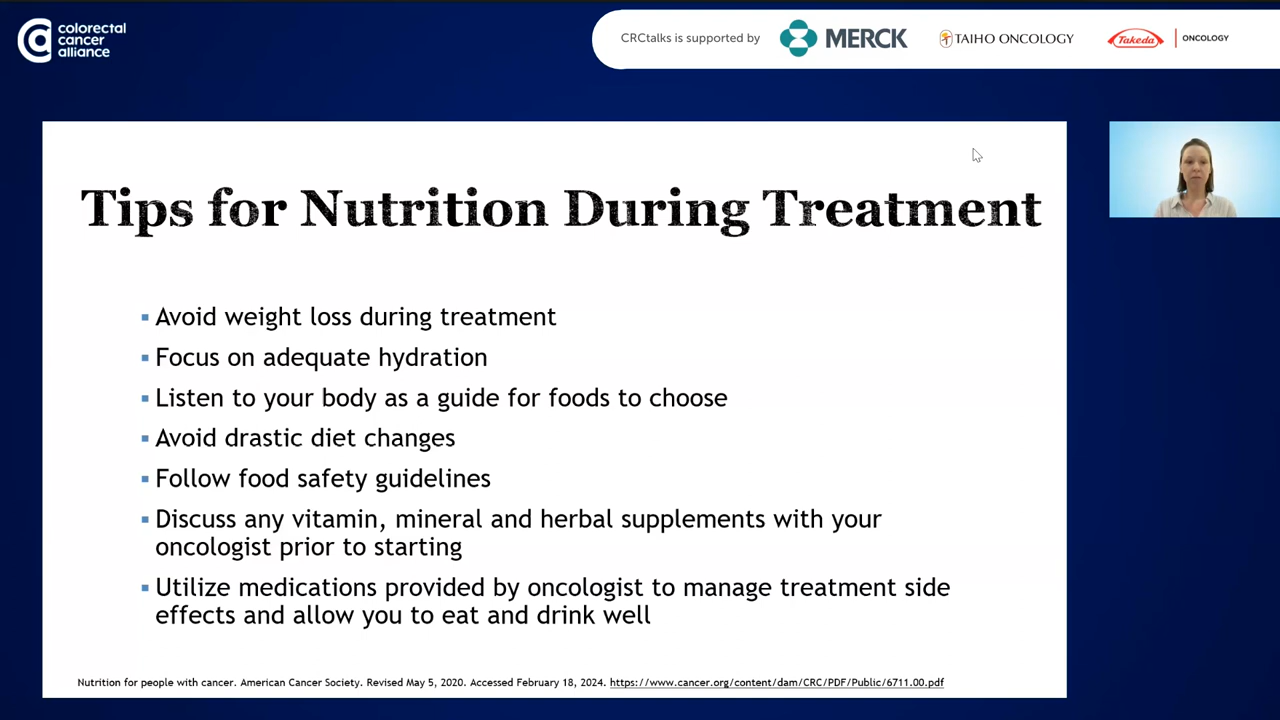 colorectal
cancer
alliance
CRCtalks is supported by
MERCK
TAIHO ONCOLOGY
Takeda
ONCOLOGY
Tips for Nutrition During Treatment
▪ Avoid weight loss during treatment
▪ Focus on adequate hydration
▪ Listen to your body as a guide for foods to choose
▪ Avoid drastic diet changes
▪ Follow food safety guidelines
▪ Discuss any vitamin, mineral and herbal supplements with your
oncologist prior to starting
▪ Utilize medications provided by oncologist to manage treatment side
effects and allow you to eat and drink well
Nutrition for people with cancer. American Cancer Society. Revised May 5, 2020. Accessed February 18, 2024. https://www.cancer.org/content/dam/CRC/PDF/Public/6711.00.pdf